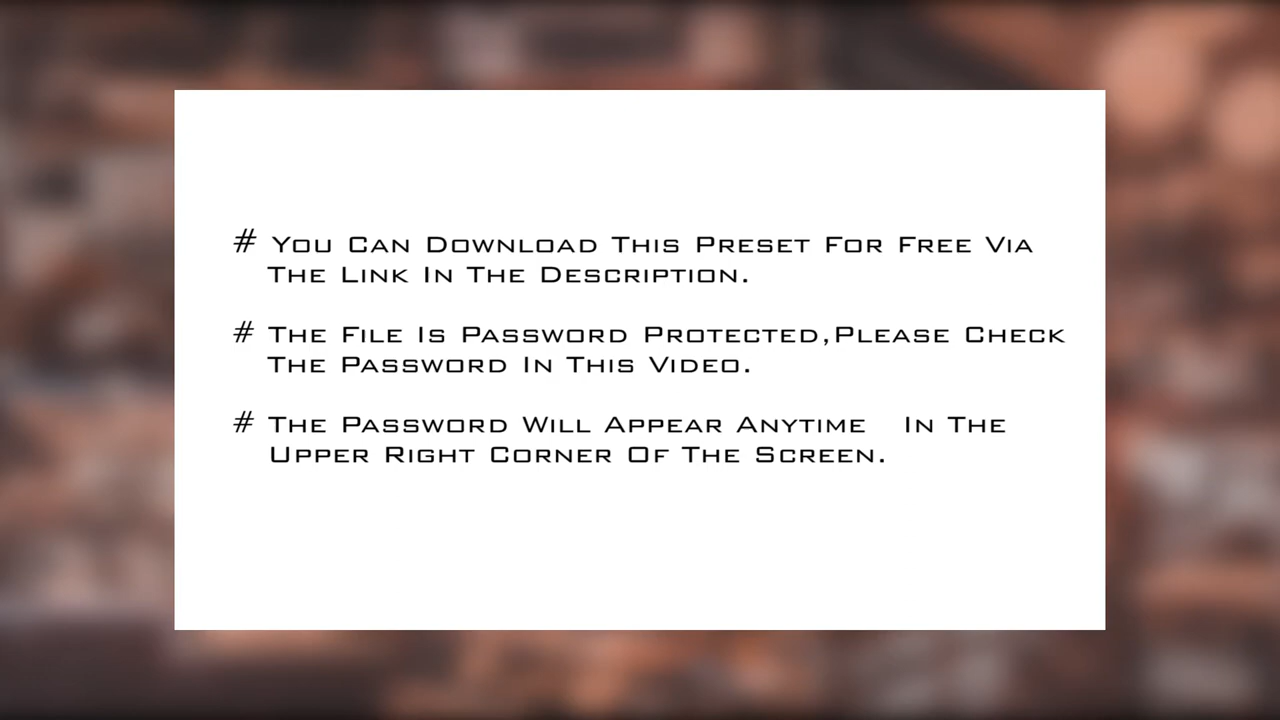 # You Can Download This Preset For Free Via
The Link In The Description.
# The File Is Password Protected,Please Check
The Password In This Video.
# The Password Will Appear Anytime In The
Upper Right Corner Of The Screen.